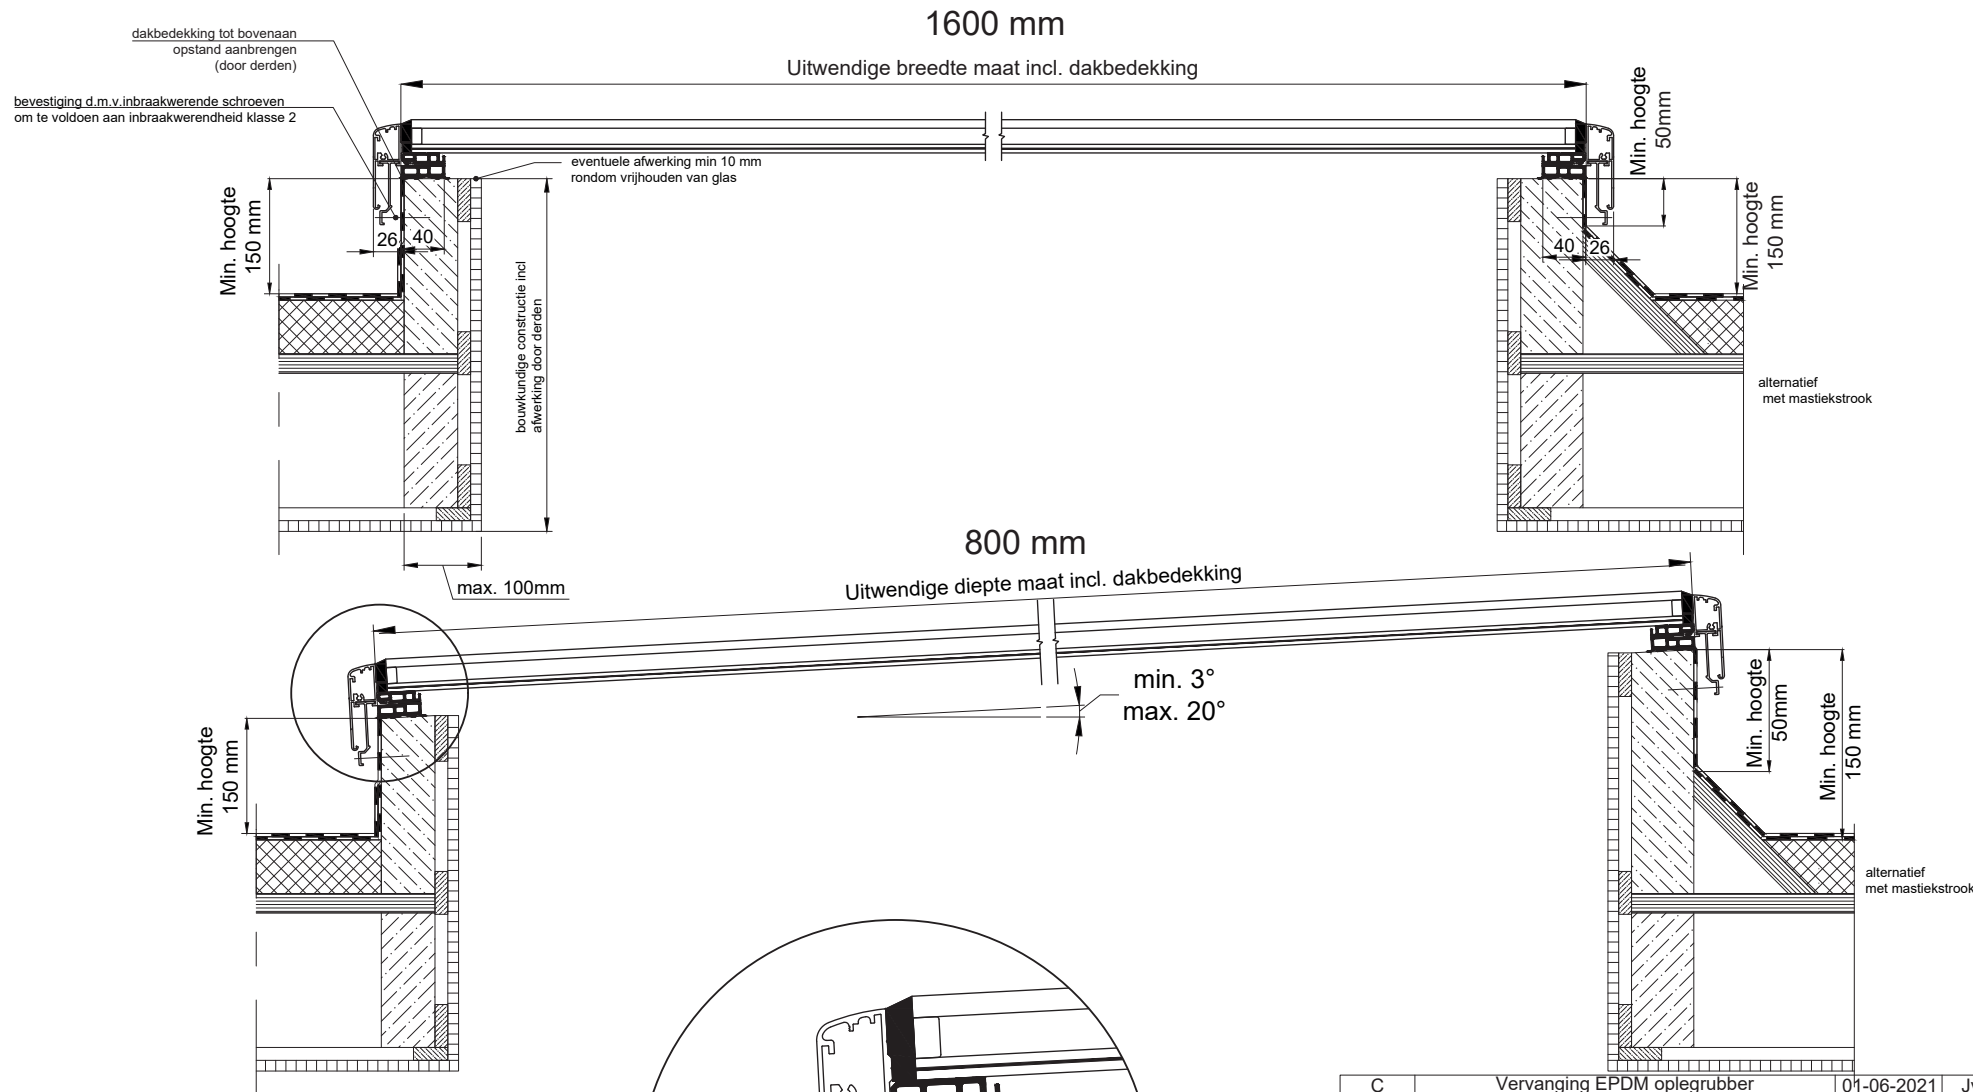 1600 mm
Uitwendige breedte maat incl. dakbedekking
dakbedekking tot bovenaan
opstand aanbrengen
(door derden)
bevestiging d.m.v.inbraakwerende schroeven
om te voldoen aan inbraakwerendheid klasse 2
eventuele afwerking min 10 mm
rondom vrijhouden van glas
Min. hoogte
150 mm
26
40
bouwkundige constructie incl
afwerking door derden
max. 100mm
Min. hoogte
50mm
Min. hoogte
150 mm
40
26
alternatief
met mastiekstrook
800 mm
Uitwendige diepte maat incl. dakbedekking
min. 3°
max. 20°
Min. hoogte
150 mm
Min. hoogte
50mm
Min. hoogte
150 mm
alternatief
met mastiekstrook
C Vervanging EPDM oplegrubber 01-06-2021